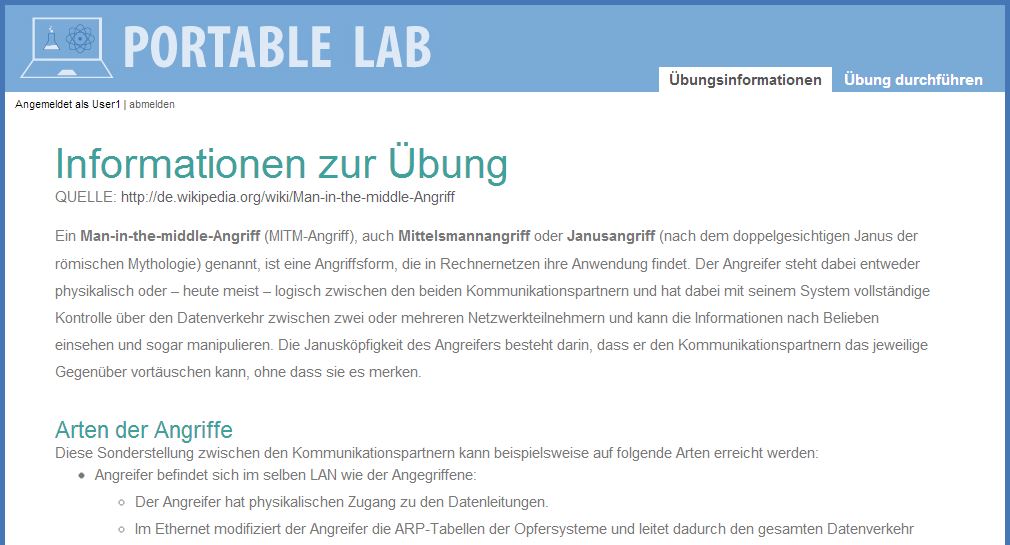 PORTABLE LAB
Übungsinformationen Übung durchführen
Angemeldet als User1 | abmelden
Informationen zur Übung
QUELLE: http://de.wikipedia.org/wiki/Man-in-the-middle-Angriff
Ein Man-in-the-middle-Angriff (MITM-Angriff), auch Mittelsmannangriff oder Janusangriff (nach dem doppelgesichtigen Janus der
römischen Mythologie) genannt, ist eine Angriffsform, die in Rechnernetzen ihre Anwendung findet. Der Angreifer steht dabei entweder
physikalisch oder – heute meist – logisch zwischen den beiden Kommunikationspartnern und hat dabei mit seinem System vollständige
Kontrolle über den Datenverkehr zwischen zwei oder mehreren Netzwerkteilnehmern und kann die Informationen nach Belieben
einsehen und sogar manipulieren. Die Janusköpfigkeit des Angreifers besteht darin, dass er den Kommunikationspartnern das jeweilige
Gegenüber vortäuschen kann, ohne dass sie es merken.
Arten der Angriffe
Diese Sonderstellung zwischen den Kommunikationspartnern kann beispielsweise auf folgende Arten erreicht werden:
Angreifer befindet sich im selben LAN wie der Angegriffene:
Der Angreifer hat physikalischen Zugang zu den Datenleitungen.
Im Ethernet modifiziert der Angreifer die ARP-Tabellen der Opfersysteme und leitet dadurch den gesamten Datenverkehr